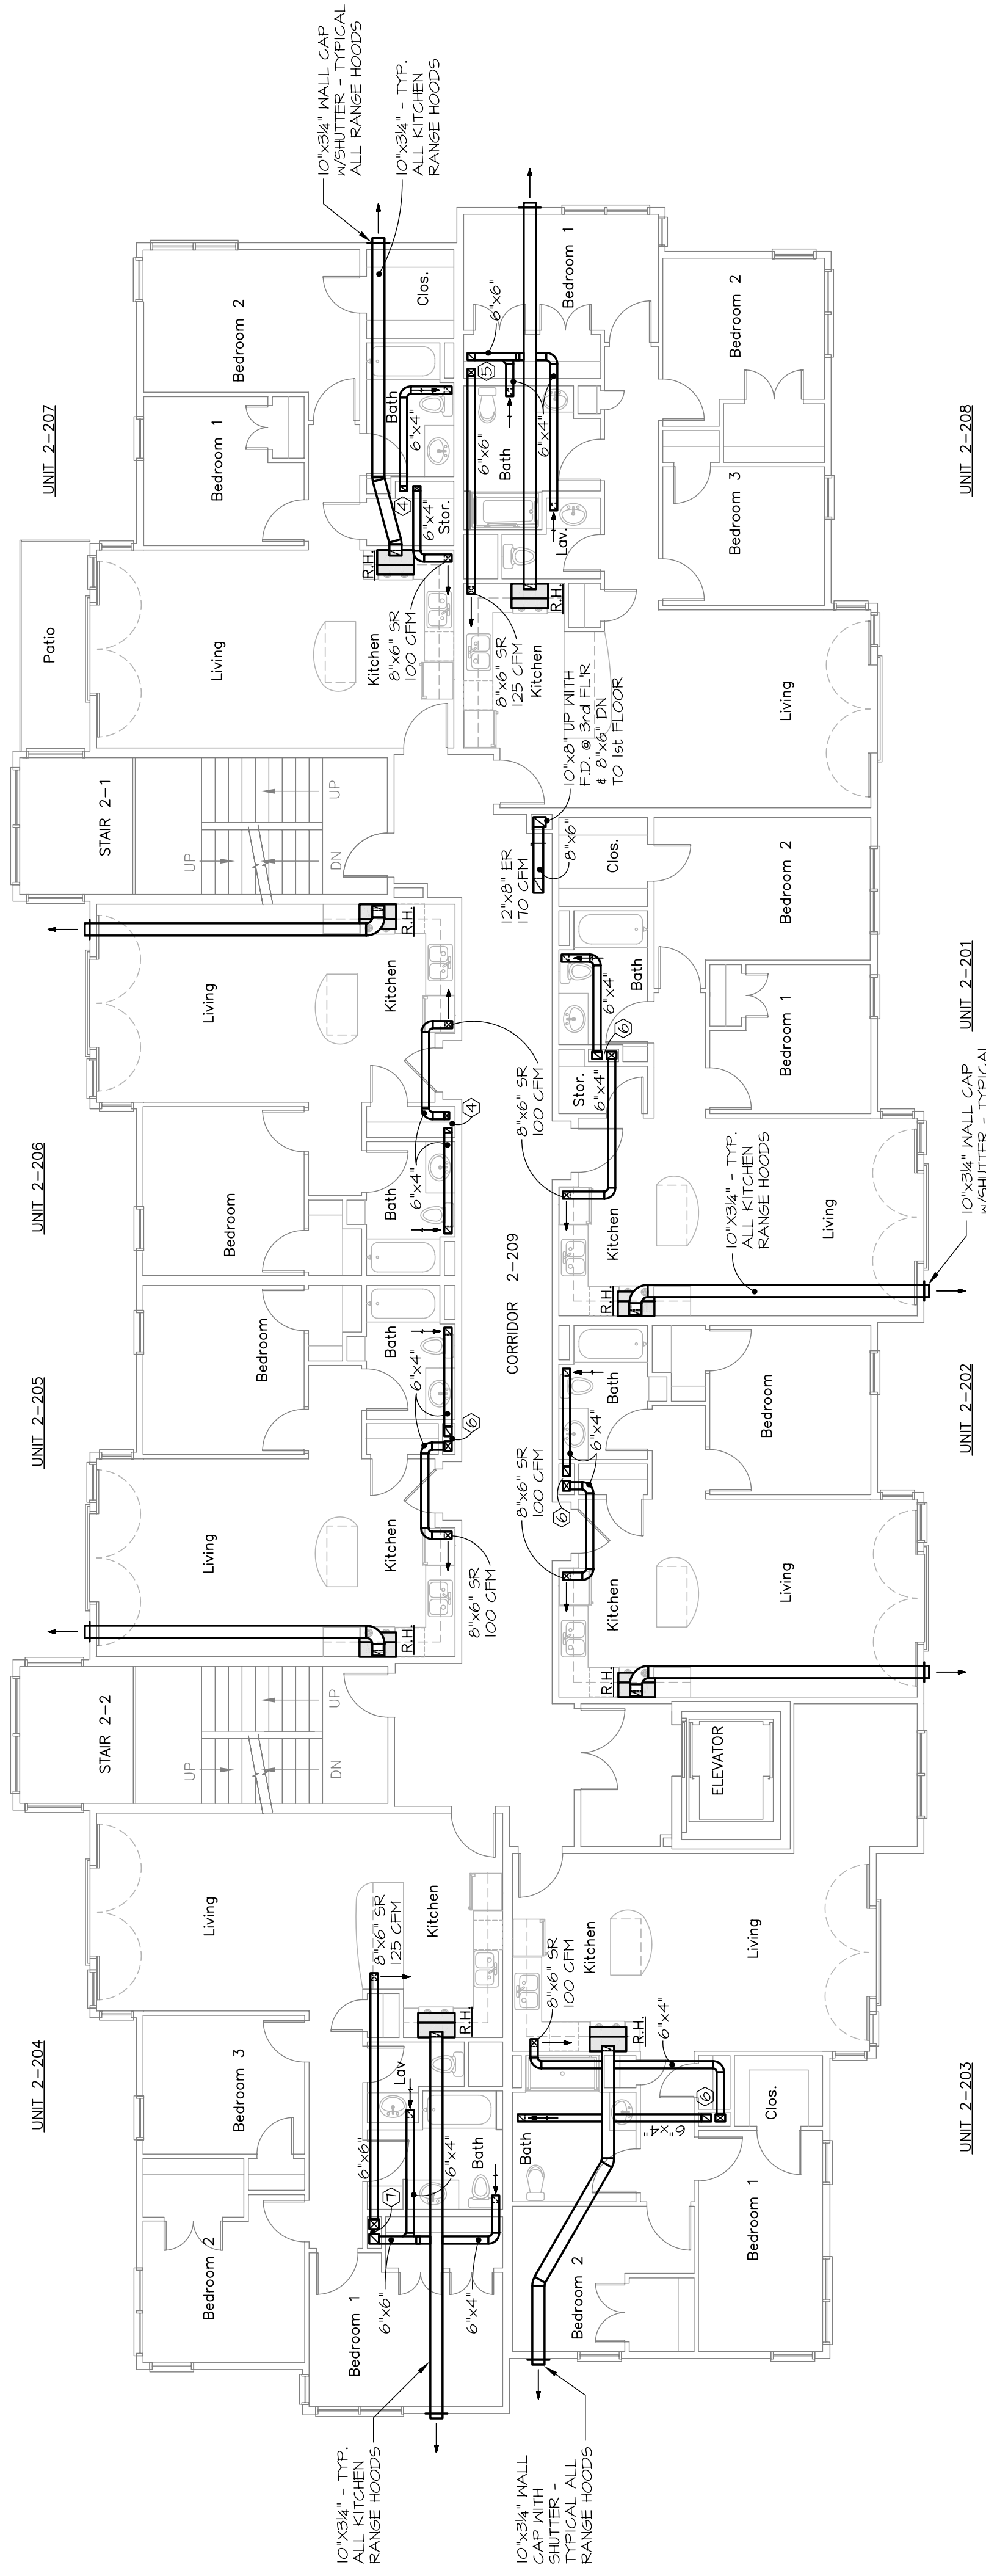 UNIT 2-204
UNIT 2-205
UNIT 2-206
UNIT 2-207
Patio
STAIR 2-2
STAIR 2-1
UP
DN
UP
UP
DN
UP
Bedroom 2
Bedroom 3
Living
Living
Bedroom
Bedroom
Living
Living
Bedroom 1
Bedroom 2
10"x3¼" WALL CAP
W/SHUTTER - TYPICAL
ALL RANGE HOODS
10"x3¼" - TYP.
ALL KITCHEN
RANGE HOODS
10"x3¼" - TYP.
ALL KITCHEN
RANGE HOODS
Bedroom 1
6"x6"
7
6"x6"
Lav
6"x4"
6"x4"
Bath
8"x6" SR
125 CFM
Kitchen
R.H.
R.H.
Kitchen
8"x6" SR
100 CFM
6"x4"
6
Bath
Bath
6"x4"
4
Kitchen
R.H.
8"x6" SR
100 CFM
Kitchen
R.H.
8"x6" SR
100 CFM
6"x4"
Stor.
4
6"x4"
Bath
Clos.
CORRIDOR 2-209
10"x3¼" WALL
CAP WITH
SHUTTER -
TYPICAL ALL
RANGE HOODS
Bedroom 2
Bath
6"x4"
6
6"x4"
R.H.
8"x6" SR
100 CFM
Kitchen
Living
Bedroom 1
Clos.
ELEVATOR
R.H.
Kitchen
8"x6" SR
100 CFM
6
6"x4"
Bath
Living
Bedroom
R.H.
Kitchen
Living
10"x3¼" - TYP.
ALL KITCHEN
RANGE HOODS
6"x4"
Stor.
6
6"x4"
Bath
Clos.
Bedroom 1
Bedroom 2
12"x8" ER
170 CFM
8"x6"
10"x8" UP WITH
F.D. @ 3rd FL'R
& 8"x6" DN
TO 1st FLOOR
8"x6" SR
125 CFM
Kitchen
R.H.
Living
6"x6"
5
6"x6"
6"x4"
Bath
Lav.
Bedroom 1
Bedroom 3
Bedroom 2
UNIT 2-203
UNIT 2-202
UNIT 2-201
10"x3¼" WALL CAP
W/SHUTTER - TYPICAL
UNIT 2-208